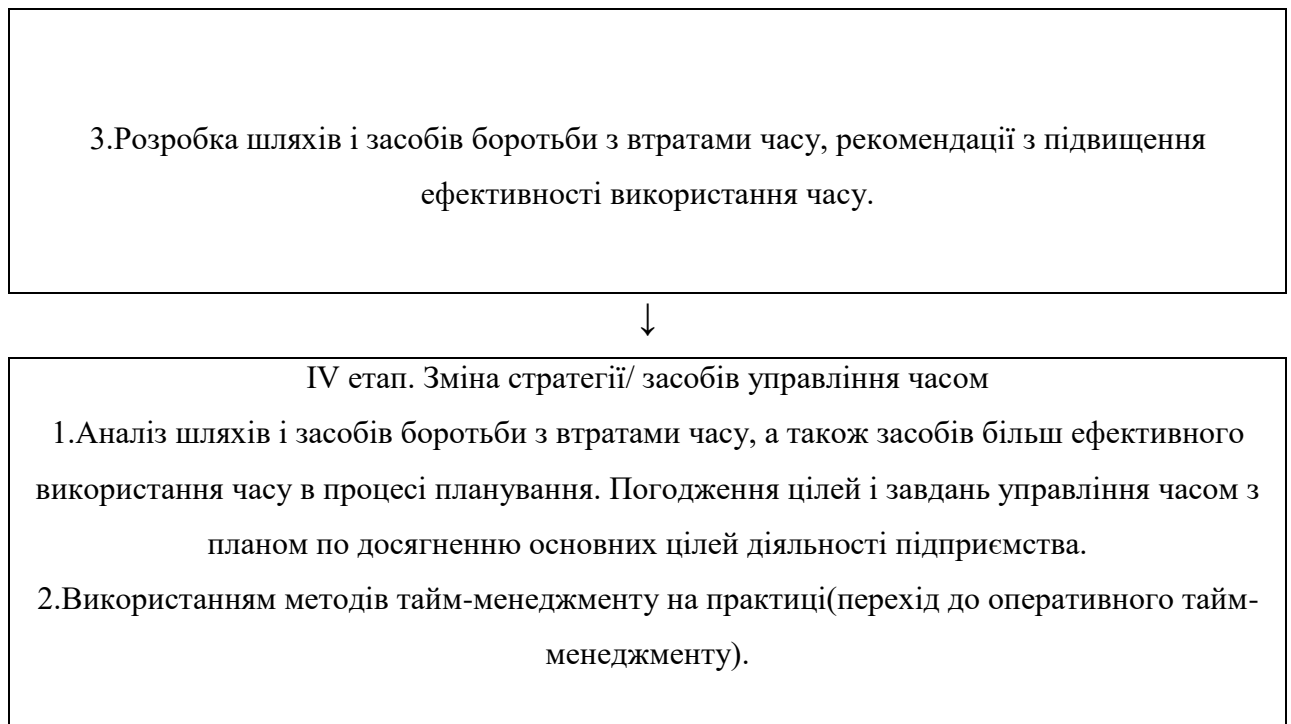 3.Розробка шляхів і засобів боротьби з втратами часу, рекомендації з підвищення
ефективності використання часу.
↓
IV етап. Зміна стратегії/ засобів управління часом
1.Аналіз шляхів і засобів боротьби з втратами часу, а також засобів більш ефективного
використання часу в процесі планування. Погодження цілей і завдань управління часом з
планом по досягненню основних цілей діяльності підприємства.
2.Використанням методів тайм-менеджменту на практиці(перехід до оперативного тайм-
менеджменту).